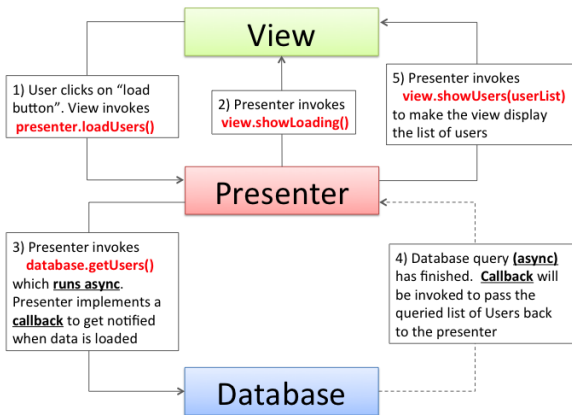 View
1) User clicks on “load
button”. View invokes
presenter.loadUsers()
2) Presenter invokes
view.showLoading()
5) Presenter invokes
view.showUsers(userList)
to make the view display
the list of users
Presenter
3) Presenter invokes
database.getUsers()
which runs async.
Presenter implements a
callback to get notified
when data is loaded
4) Database query (async)
has finished. Callback will
be invoked to pass the
queried list of Users back
to the presenter
Database